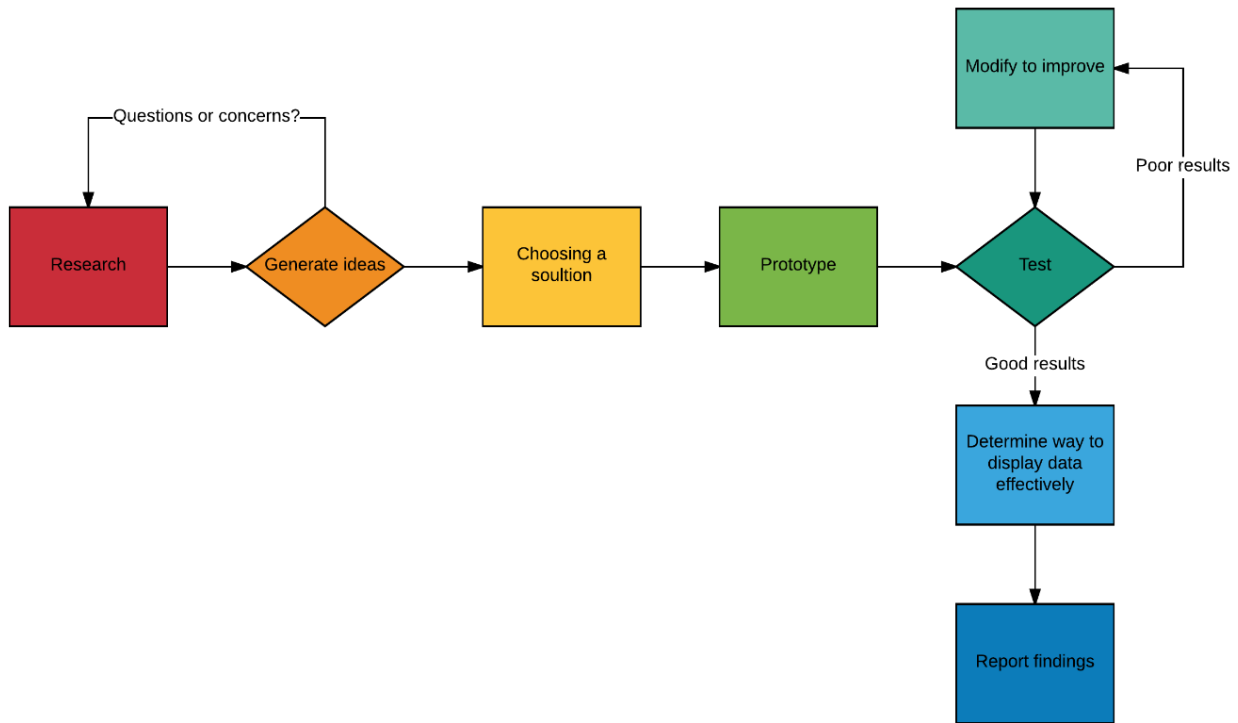 Modify to improve
Questions or concerns?
Poor results
Research
Generate ideas
Choosing a
soultion
Prototype
Test
Good results
Determine way to
display data
effectively
Report findings